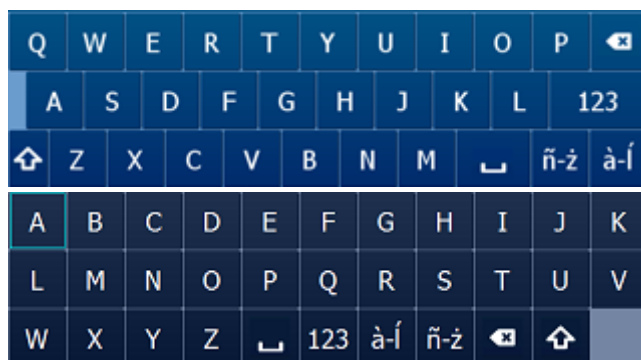 Q W E R T Y U I O P
A S D F G H J K L 123
Z X C V B N M ñ-ż à-Í
A B C D E F G H I J K
L M N O P Q R S T U V
W X Y Z 123 à-Í ñ-ż